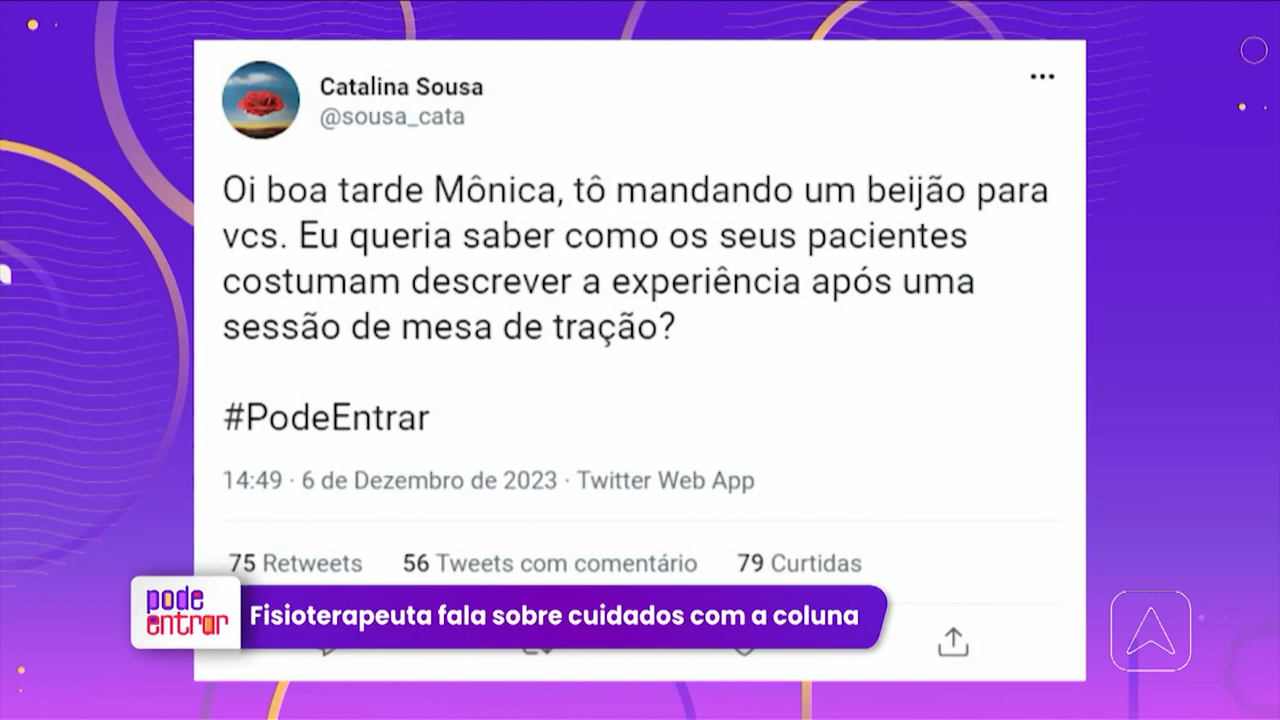 Catalina Sousa
@sousa_cata
Oi boa tarde Mônica, tô mandando um beijão para
vcs. Eu queria saber como os seus pacientes
costumam descrever a experiência após uma
sessão de mesa de tração?
#PodeEntrar
14:49 · 6 de Dezembro de 2023 · Twitter Web App
75 Retweets 56 Tweets com comentário 79 Curtidas
pode
entrar
Fisioterapeuta fala sobre cuidados com a coluna